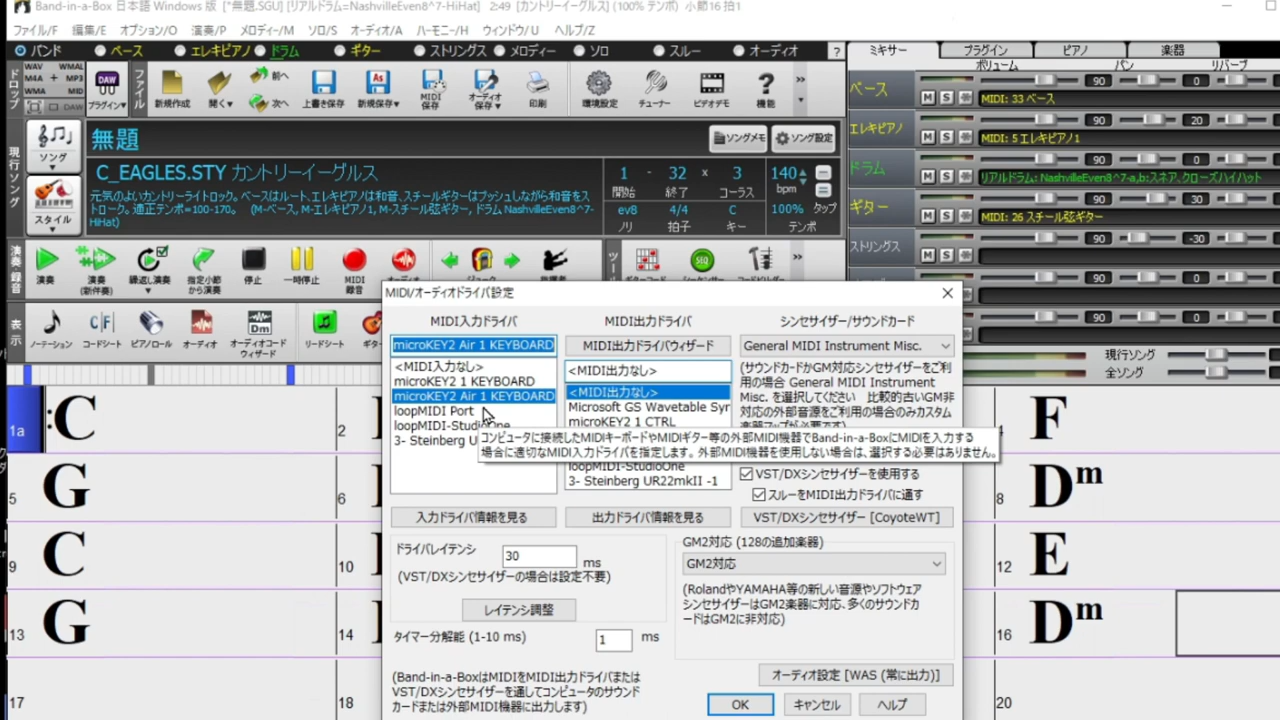 Band-in-a-Box 日本語 Windows 版 ["無題.SGU] [リアルドラム=NashvilleEven8^7-HiHat] 2:49 [カントリーイーグルス] (100% テンポ) 小節16 拍1
ファイル/F 編集/E オプション/O 演奏/P メロディー/M ソロ/S オーディオ/A ハーモニー/H ウィンドウ/U ヘルプ/Z
バンド ベース エレキピアノ ドラム ギター ストリングス メロディー ソロ スルー オーディオ ?
ミキサー プラグイン ピアノ 楽器
ボリューム パン リバーブ
ドロップ
WAV WMA
M4A + MP3
WMA MID
DAW
DAW
プラグイン▼
ファイル
新規作成 開く▼ 前へ 次へ 上書き保存 新規保存▼ MIDI 保存 オーディオ 保存▼ 印刷 環境設定 チューナー ビデオデモ 機能
ベース 90 0
M S MIDI: 33 ベース
エレキピアノ 90 20
M S MIDI: 5 エレキピアノ1
ドラム 90 0
M S リアルドラム: NashvilleEven8^7-a,b:スネア、クローズハイハット
ギター 90 30
M S MIDI: 26 スチール弦ギター
ストリングス 90 -30
M S
90 0
90 0
現行ソング
全ソング
現行ソング
ソング
スタイル
無題
ソングメモ ソング設定
C_EAGLES.STY カントリーイーグルス
元気のよいカントリーライトロック。ベースはルート、エレキピアノは和音、スチールギターはプッシュしながら和音をス
トローク。適正テンポ=100-170。 (M-ベース, M-エレキピアノ1, M-スチール弦ギター, ドラム NashvilleEven8^7-
HiHat)
1 - 32 x 3 140
開始 終了 コーラス bpm
ev8 4/4 C 100% タップ
ノリ 拍子 キー テンポ
演奏・録音
演奏 演奏 (新伴奏) 繰返し演奏 指定小節 から演奏 停止 一時停止 MIDI 録音
表示
ノーテーション コードシート ピアノロール オーディオ オーディオコード ウィザード リードシート
MIDI/オーディオドライバ設定
MIDI入力ドライバ MIDI出力ドライバ シンセサイザー/サウンドカード
microKEY2 Air 1 KEYBOARD MIDI出力ドライバウィザード General MIDI Instrument Misc.
<MIDI入力なし>
microKEY2 1 KEYBOARD
microKEY2 Air 1 KEYBOARD
loopMIDI Port
loopMIDI-StudioOne
3- Steinberg U
<MIDI出力なし>
<MIDI出力なし>
Microsoft GS Wavetable Syr
microKEY2 1 CTRL
loopMIDI-StudioOne
3- Steinberg UR22mkII -1
(サウンドカードがGM対応シンセサイザーをご利
用の場合 General MIDI Instrument
Misc. を選択してください 比較的古いGM非
対応の外部音源をご利用の場合のみカスタム
楽器マップが必要です)
コンピュータに接続したMIDIキーボードやMIDIギター等の外部MIDI機器でBand-in-a-BoxにMIDIを入力する
場合に適切なMIDI入力ドライバを指定します。外部MIDI機器を使用しない場合は、選択する必要はありません。
VST/DXシンセサイザーを使用する
スルーをMIDI出力ドライバに通す
入力ドライバ情報を見る 出力ドライバ情報を見る VST/DXシンセサイザー [CoyoteWT]
ドライバレイテンシ 30 ms
(VST/DXシンセサイザーの場合は設定不要)
レイテンシ調整
タイマー分解能 (1-10 ms) 1 ms
GM2対応 (128の追加楽器)
GM2対応
(RolandやYAMAHA等の新しい音源やソフトウェア
シンセサイザーはGM2楽器に対応、多くのサウンドカ
ードはGM2に非対応)
オーディオ設定 [WAS (常に出力)]
(Band-in-a-BoxはMIDIをMIDI出力ドライバまたは
VST/DXシンセサイザーを通してコンピュータのサウンド
カードまたは外部MIDI機器に出力します)
OK キャンセル ヘルプ
1a C 2 F
5 G 6 8 Dm
9 C 10 12 E
13 G 14 16 Dm
17 18 20